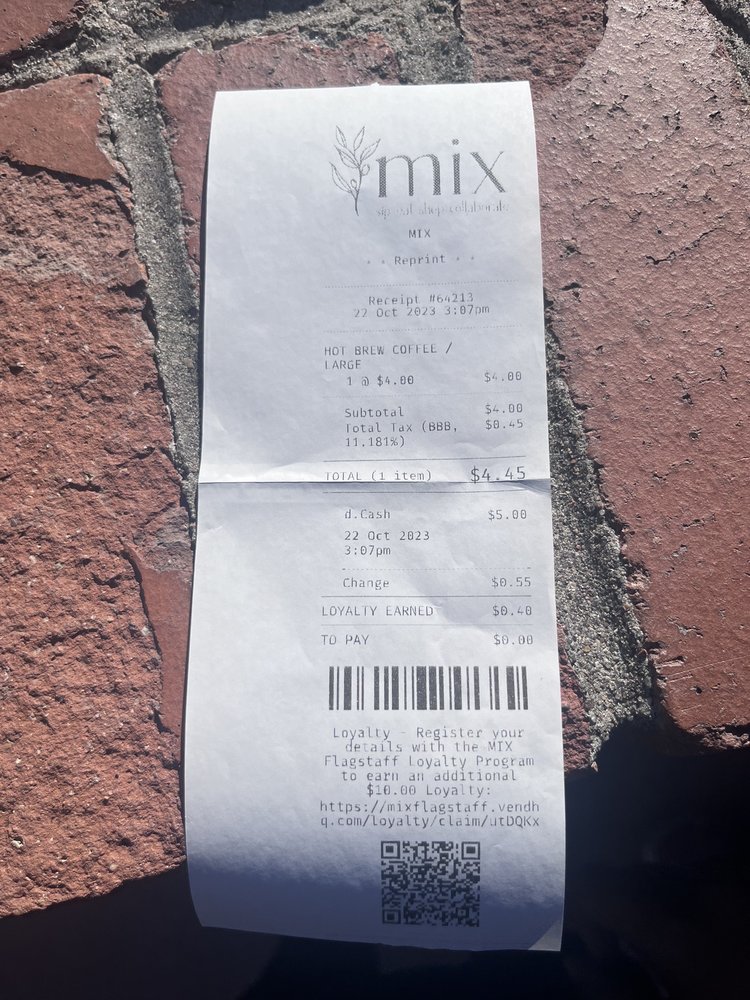 mix
sip eat shop collaborate
MIX
* * Reprint * *
Receipt #64213
22 Oct 2023 3:07pm
HOT BREW COFFEE /
LARGE
1 @ $4.00 $4.00
Subtotal $4.00
Total Tax (BBB, $0.45
11.181%)
TOTAL (1 item) $4.45
d.Cash $5.00
22 Oct 2023
3:07pm
Change $0.55
LOYALTY EARNED $0.40
TO PAY $0.00
Loyalty - Register your
details with the MIX
Flagstaff Loyalty Program
to earn an additional
$10.00 Loyalty:
https://mixflagstaff.vendh
q.com/loyalty/claim/utDQKx